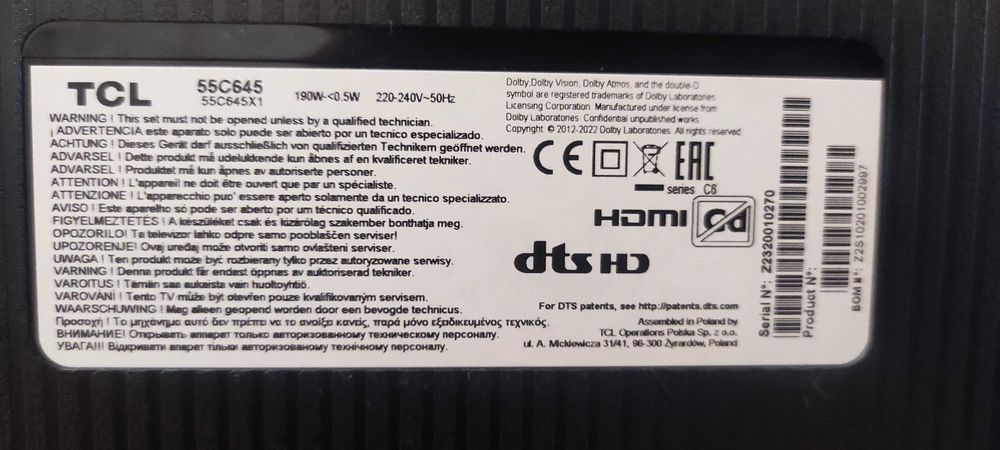 TCL
55C645
55C645X1
190W-<0.5W
220-240V~50Hz
WARNING ! This set must not be opened unless by a qualified technician.
¡ ADVERTENCIA este aparato solo puede ser abierto por un tecnico especializado.
ACHTUNG ! Dieses Gerät darf ausschließlich von qualifizierten Technikern geöffnet werden.
ADVARSEL ! Dette produkt må udelukkende kun åbnes af en kvalificeret tekniker.
ADVARSEL ! Produktet må kun åpnes av autoriserte personer.
ATTENTION ! L'appareil ne doit être ouvert que par un spécialiste.
ATTENZIONE ! L'apparecchio puo' essere aperto solamente da un tecnico specializzato.
AVISO ! Este aparelho só pode ser aberto por um técnico qualificado.
FIGYELMEZTETÉS ! A készüléket csak és kizárólag szakember bonthatja meg.
OPOZORILO! Ta televizor lahko odpre samo pooblaščen serviser!
UPOZORENJE! Ovaj uređaj može otvoriti samo ovlašteni serviser.
UWAGA ! Ten produkt może być rozbierany tylko przez autoryzowane serwisy.
VARNING ! Denna produkt får endast öppnas av auktoriserad tekniker.
VAROITUS ! Tämän saa aukaista vain huoltoyhtiö.
VAROVÁNÍ ! Tento TV může být otevřen pouze kvalifikovaným servisem.
WAARSCHUWING ! Mag alleen geopend worden door een bevoegde technicus.
Προσοχή ! Το μηχάνημα αυτό δεν πρέπει να το ανοίξει κανείς, παρά μόνο εξειδικευμένος τεχνικός.
ВНИМАНИЕ! Открывать аппарат только авторизованному техническому персоналу.
УВАГА!!! Відкривати апарат тільки авторизованному технічному персоналу.
Dolby,Dolby Vision, Dolby Atmos, and the double-D
symbol are registered trademarks of Dolby Laboratories
Licensing Corporation. Manufactured under license from
Dolby Laboratories. Confidential unpublished works.
Copyright © 2012-2022 Dolby Laboratories. All rights reserved.
CE
EAC
series C6
HDMI
dts HD
For DTS patents, see http://patents.dts.com
Assembled in Poland by
TCL Operations Polska Sp. z o.o.
ul. A. Mickiewicza 31/41, 96-300 Żyrardów, Poland
Serial Nº: Z2320010270
Product Nº:
BOM Nº: Z2S10201002997